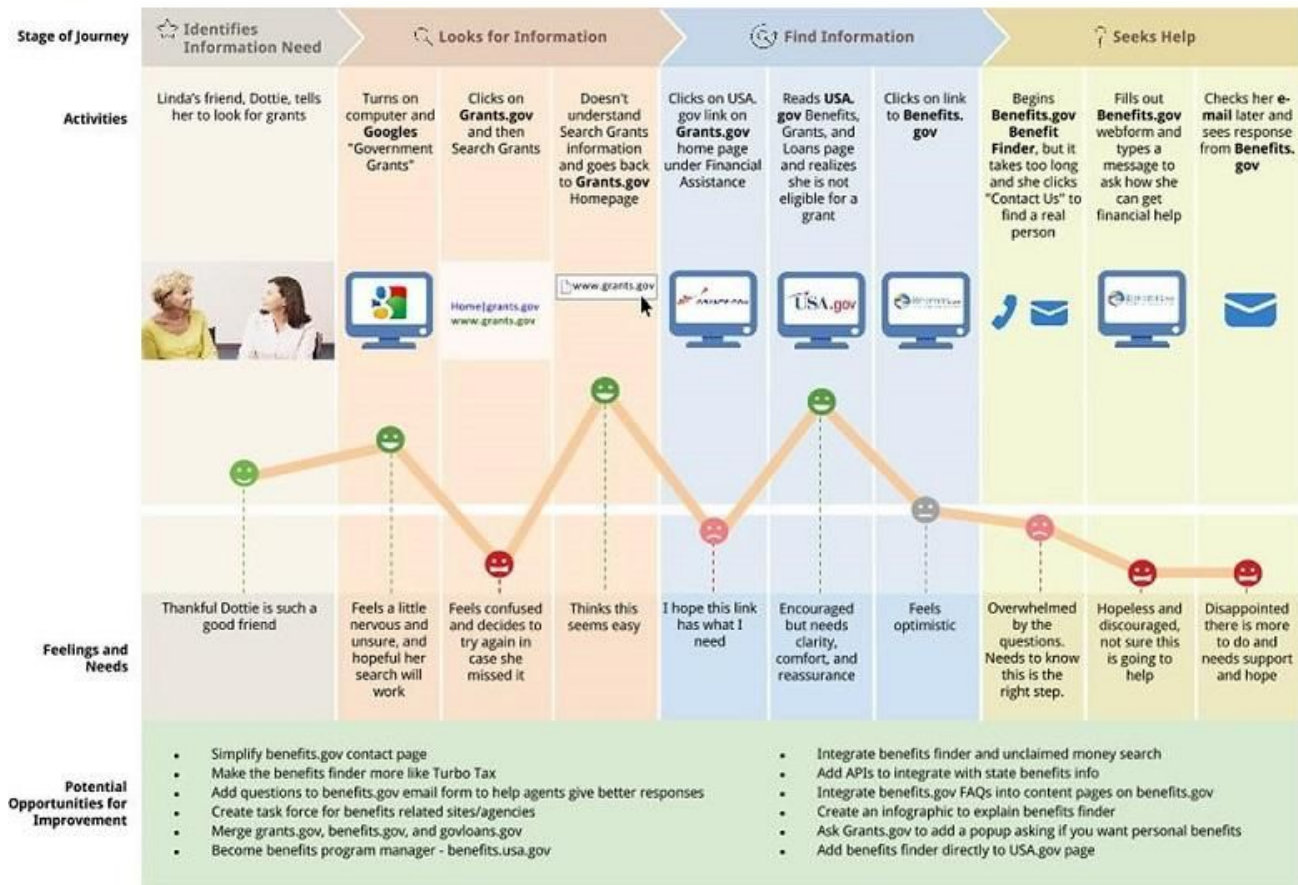 Stage of Journey
Identifies
Information Need
Looks for Information
Find Information
Seeks Help
Activities
Linda's friend, Dottie, tells
her to look for grants
Turns on
computer and
Googles
"Government
Grants"
Clicks on
Grants.gov
and then
Search Grants
Doesn't
understand
Search Grants
information
and goes back
to Grants.gov
Homepage
Clicks on USA.
gov link on
Grants.gov
home page
under Financial
Assistance
Reads USA.
gov Benefits,
Grants, and
Loans page
and realizes
she is not
eligible for a
grant
Clicks on link
to Benefits.
gov
Begins
Benefits.gov
Benefit
Finder, but it
takes too long
and she clicks
"Contact Us" to
find a real
person
Fills out
Benefits.gov
webform and
types a
message to
ask how she
can get
financial help
Checks her e-
mail later and
sees response
from Benefits.
gov
Home|grants.gov
www.grants.gov
www.grants.gov
USA.gov
Feelings and
Needs
Thankful Dottie is such a
good friend
Feels a little
nervous and
unsure, and
hopeful her
search will
work
Feels confused
and decides to
try again in
case she
missed it
Thinks this
seems easy
I hope this link
has what I
need
Encouraged
but needs
clarity,
comfort, and
reassurance
Feels
optimistic
Overwhelmed
by the
questions.
Needs to know
this is the
right step.
Hopeless and
discouraged,
not sure this
is going to
help
Disappointed
there is more
to do and
needs support
and hope
Potential
Opportunities for
Improvement
• Simplify benefits.gov contact page
• Make the benefits finder more like Turbo Tax
• Add questions to benefits.gov email form to help agents give better responses
• Create task force for benefits related sites/agencies
• Merge grants.gov, benefits.gov, and govloans.gov
• Become benefits program manager - benefits.usa.gov
• Integrate benefits finder and unclaimed money search
• Add APIs to integrate with state benefits info
• Integrate benefits.gov FAQs into content pages on benefits.gov
• Create an infographic to explain benefits finder
• Ask Grants.gov to add a popup asking if you want personal benefits
• Add benefits finder directly to USA.gov page